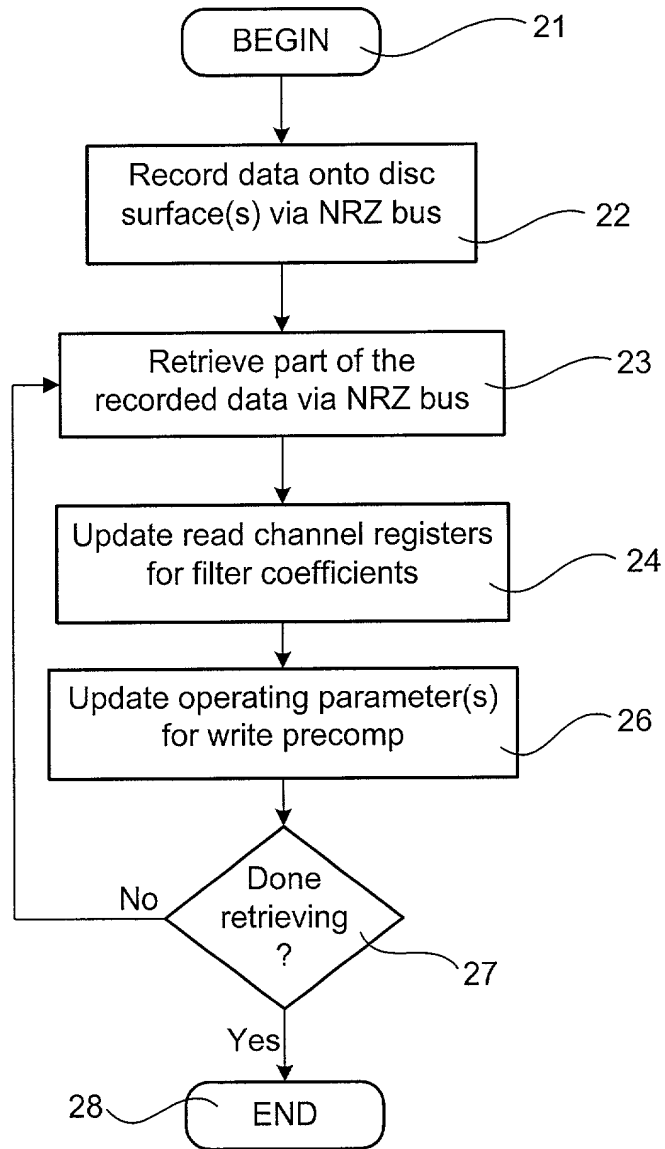 BEGIN
21
Record data onto disc
surface(s) via NRZ bus
22
Retrieve part of the
recorded data via NRZ bus
23
Update read channel registers
for filter coefficients
24
Update operating parameter(s)
for write precomp
26
Done
retrieving
?
No
27
Yes
28
END